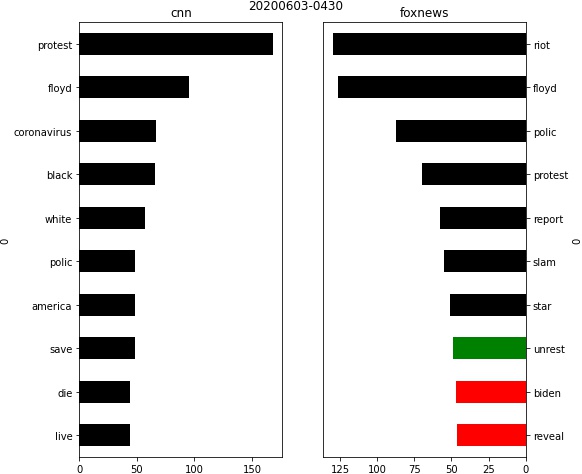 20200603-0430
cnn
foxnews
protest
floyd
coronavirus
black
white
polic
america
save
die
live
0
0 50 100 150
riot
floyd
polic
protest
report
slam
star
unrest
biden
reveal
0
125 100 75 50 25 0